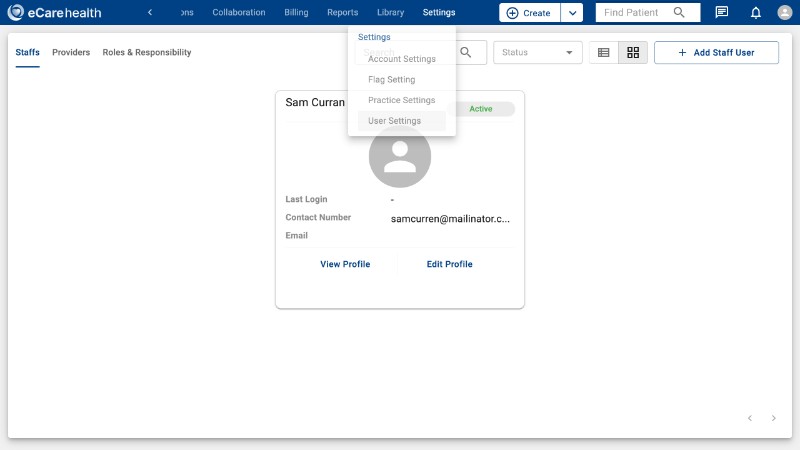 eCarehealth
ons Collaboration Billing Reports Library Settings Create Find Patient
Staffs Providers Roles & Responsibility
Settings
Search
Account Settings
Flag Setting
Practice Settings
User Settings
Status
Add Staff User
Sam Curran
Active
Last Login -
Contact Number samcurren@mailinator.c...
Email
View Profile Edit Profile